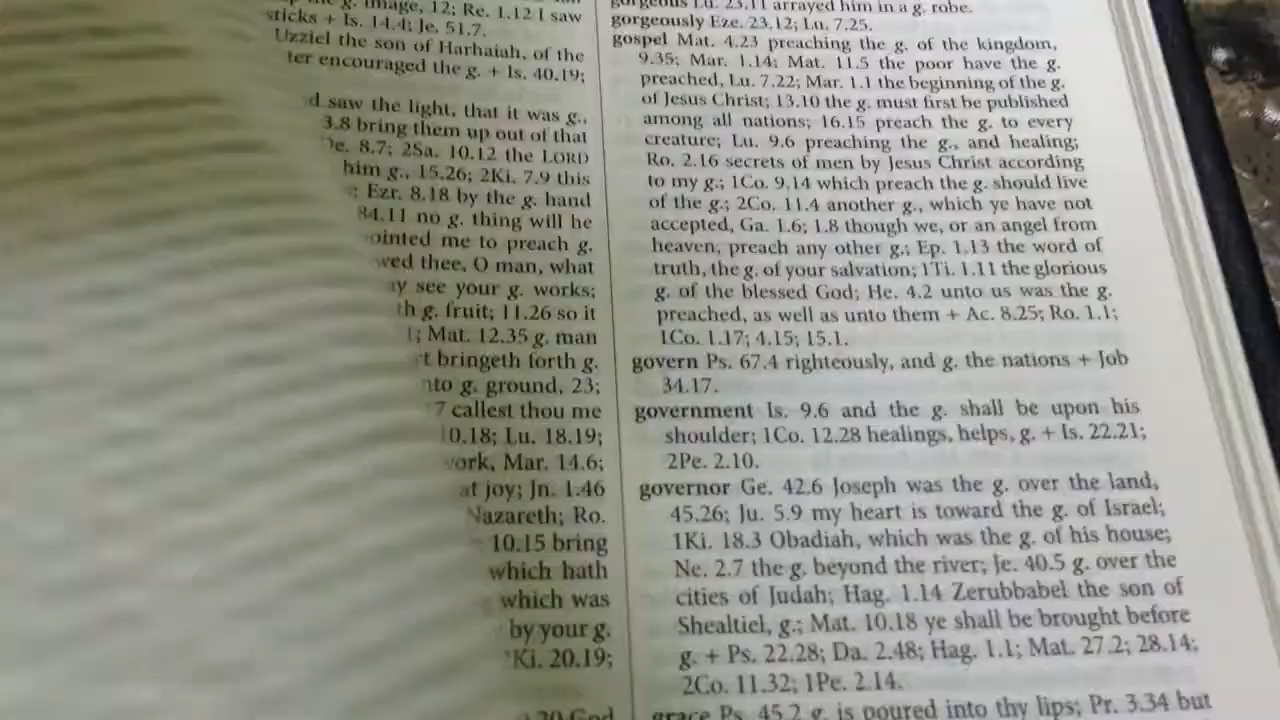 g. image, 12; Re. 1.12 I saw
sticks + Is. 14.4; Je. 51.7.
Uzziel the son of Harhaiah, of the
ter encouraged the g. + Is. 40.19;
d saw the light, that it was g.,
3.8 bring them up out of that
De. 8.7; 2Sa. 10.12 the LORD
him g., 15.26; 2Ki. 7.9 this
; Ezr. 8.18 by the g. hand
84.11 no g. thing will be
ointed me to preach g.
wed thee, O man, what
ay see your g. works;
th g. fruit; 11.26 so it
; Mat. 12.35 g. man
rt bringeth forth g.
nto g. ground, 23;
7 callest thou me
10.18; Lu. 18.19;
work, Mar. 14.6;
at joy; Jn. 1.46
Nazareth; Ro.
10.15 bring
which hath
which was
by your g.
Ki. 20.19;
20 God
gorgeous Lu. 23.11 arrayed him in a g. robe.
gorgeously Eze. 23.12; Lu. 7.25.
gospel Mat. 4.23 preaching the g. of the kingdom,
9.35; Mar. 1.14; Mat. 11.5 the poor have the g.
preached, Lu. 7.22; Mar. 1.1 the beginning of the g.
of Jesus Christ; 13.10 the g. must first be published
among all nations; 16.15 preach the g. to every
creature; Lu. 9.6 preaching the g., and healing;
Ro. 2.16 secrets of men by Jesus Christ according
to my g.; 1Co. 9.14 which preach the g. should live
of the g.; 2Co. 11.4 another g., which ye have not
accepted, Ga. 1.6; 1.8 though we, or an angel from
heaven, preach any other g.; Ep. 1.13 the word of
truth, the g. of your salvation; 1Ti. 1.11 the glorious
g. of the blessed God; He. 4.2 unto us was the g.
preached, as well as unto them + Ac. 8.25; Ro. 1.1;
1Co. 1.17; 4.15; 15.1.
govern Ps. 67.4 righteously, and g. the nations + Job
34.17.
government Is. 9.6 and the g. shall be upon his
shoulder; 1Co. 12.28 healings, helps, g. + Is. 22.21;
2Pe. 2.10.
governor Ge. 42.6 Joseph was the g. over the land,
45.26; Ju. 5.9 my heart is toward the g. of Israel;
1Ki. 18.3 Obadiah, which was the g. of his house;
Ne. 2.7 the g. beyond the river; Je. 40.5 g. over the
cities of Judah; Hag. 1.14 Zerubbabel the son of
Shealtiel, g.; Mat. 10.18 ye shall be brought before
g. + Ps. 22.28; Da. 2.48; Hag. 1.1; Mat. 27.2; 28.14;
2Co. 11.32; 1Pe. 2.14.
grace Ps. 45.2 g. is poured into thy lips; Pr. 3.34 but